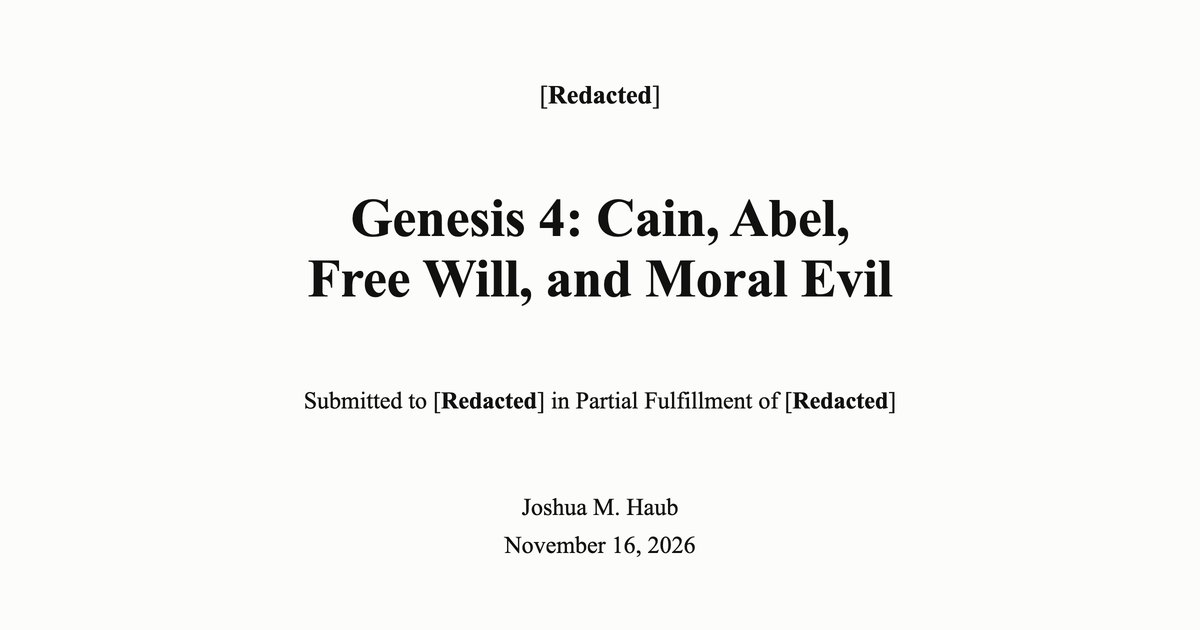 [Redacted]
Genesis 4: Cain, Abel,
Free Will, and Moral Evil
Submitted to [Redacted] in Partial Fulfillment of [Redacted]
Joshua M. Haub
November 16, 2026